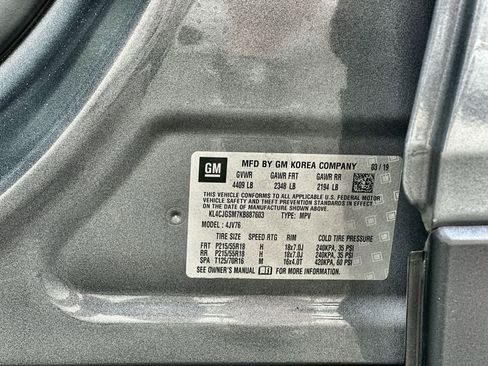 GM
MFD BY GM KOREA COMPANY 03 / 19
GVWR GAWR FRT GAWR RR
4409 LB 2348 LB 2194 LB
THIS VEHICLE CONFORMS TO ALL APPLICABLE U.S. FEDERAL MOTOR
VEHICLE SAFETY AND THEFT PREVENTION STANDARDS IN EFFECT
ON THE DATE OF MANUFACTURE SHOWN ABOVE.
KL4CJGSM7KB887603 TYPE: MPV
MODEL : 4JV76
TIRE SIZE SPEED RTG RIM COLD TIRE PRESSURE
FRT P215/55R18 H 18x7.0J 240KPA, 35 PSI
RR P215/55R18 H 18x7.0J 240KPA, 35 PSI
SPA T125/70R16 M 16x4.0T 420KPA, 60 PSI
SEE OWNER'S MANUAL FOR MORE INFORMATION